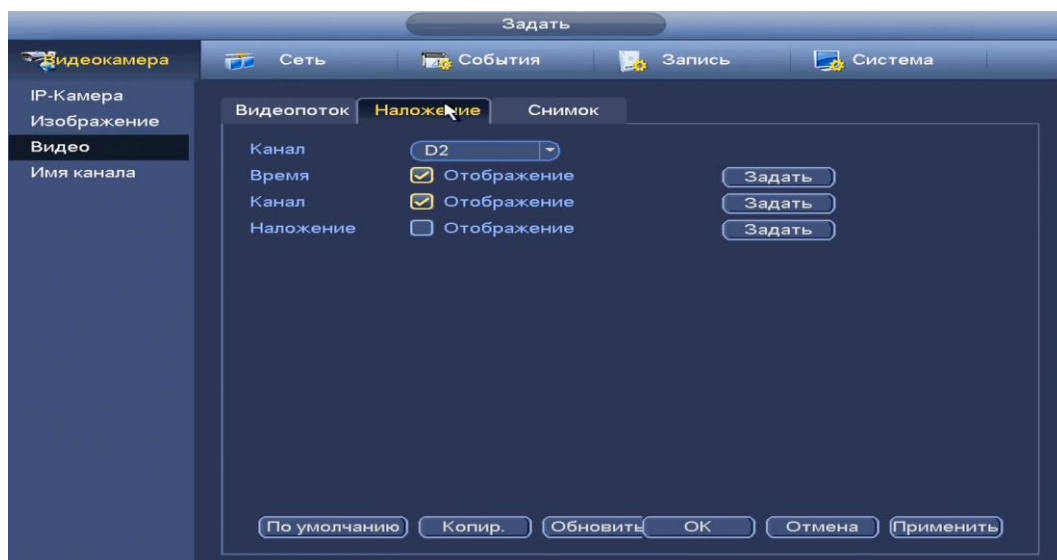 Задать
Видеокамера Сеть События Запись Система
IP-Камера
Изображение
Видео
Имя канала
Видеопоток Наложение Снимок
Канал D2
Время Отображение Задать
Канал Отображение Задать
Наложение Отображение Задать
По умолчанию Копир. Обновить OK Отмена Применить